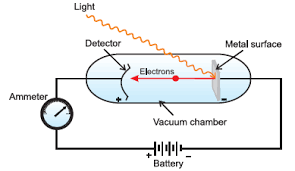 Light
Detector
Metal surface
Electrons
Ammeter
+
−
Vacuum chamber
+
−
Battery